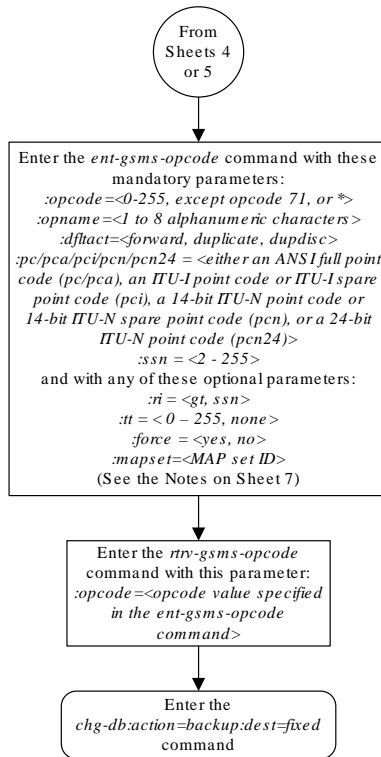 From
Sheets 4
or 5
Enter the ent-gsms-opcode command with these
mandatory parameters:
:opcode=<0-255, except opcode 71, or *>
:opname=<1 to 8 alphanumeric characters>
:dfltact=<forward, duplicate, dupdisc>
:pc/pca/pci/pcn/pcn24 = <either an ANSI full point
code (pc/pca), an ITU-I point code or ITU-I spare
point code (pci), a 14-bit ITU-N point code or
14-bit ITU-N spare point code (pcn), or a 24-bit
ITU-N point code (pcn24)>
:ssn = <2 - 255>
and with any of these optional parameters:
:ri = <gt, ssn>
:tt = < 0 – 255, none>
:force = <yes, no>
:mapset=<MAP set ID>
(See the Notes on Sheet 7)
Enter the rtrv-gsms-opcode
command with this parameter:
:opcode=<opcode value specified
in the ent-gsms-opcode
command>
Enter the
chg-db:action=backup:dest=fixed
command